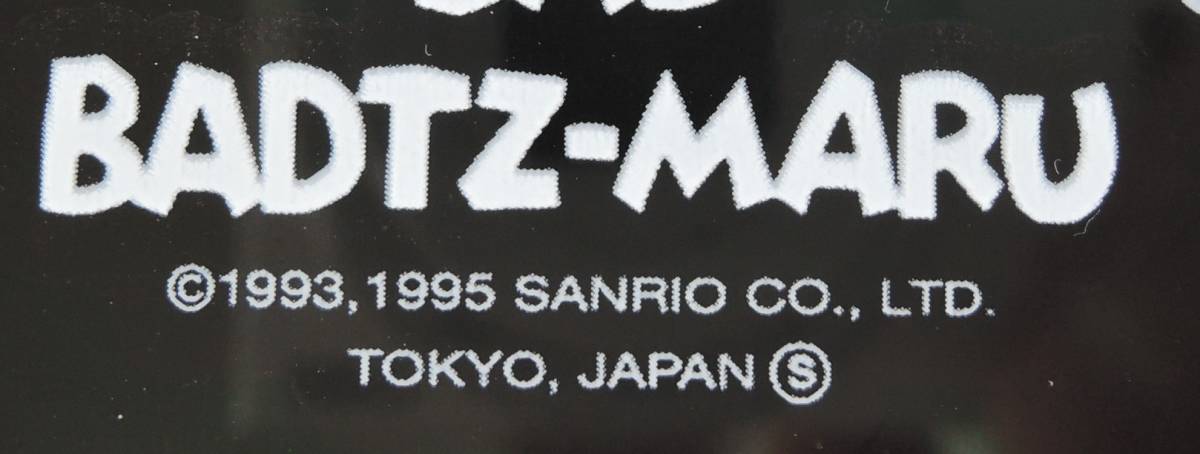 BADTZ-MARU
©1993,1995 SANRIO CO., LTD.
TOKYO, JAPAN Ⓢ